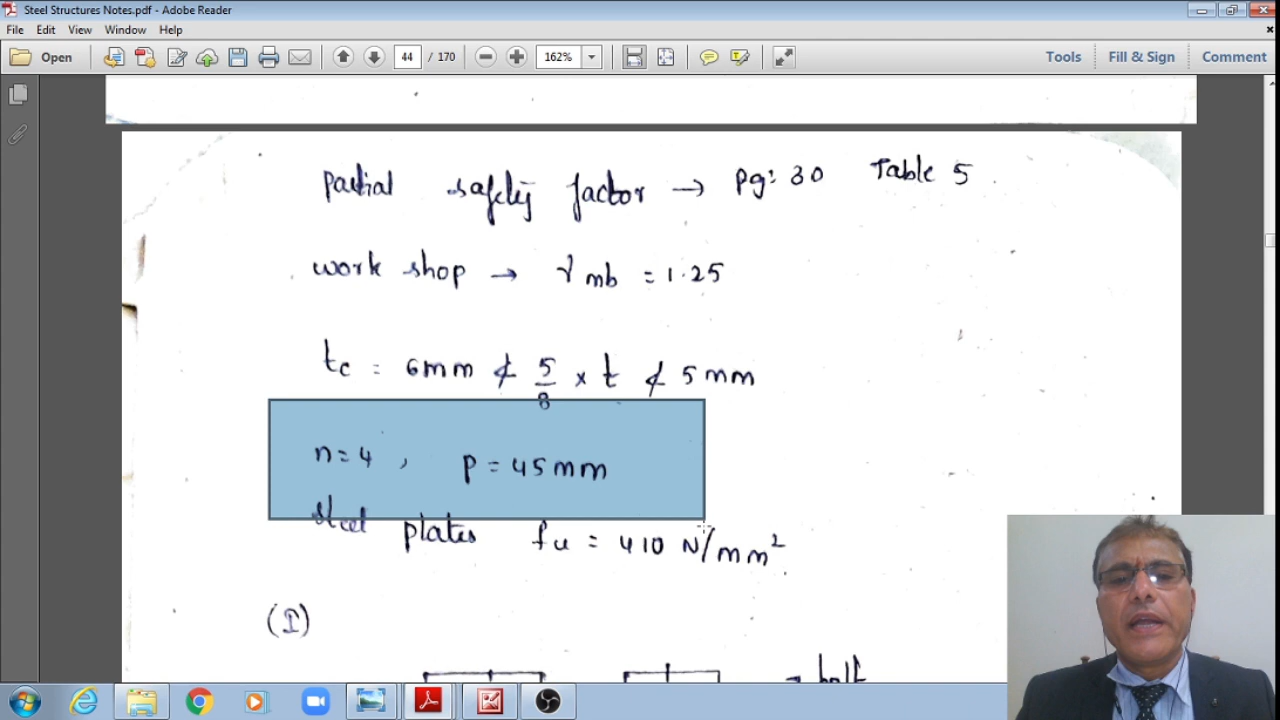 Steel Structures Notes.pdf - Adobe Reader
File Edit View Window Help
Open 44 / 170 162% Tools Fill & Sign Comment
partial safety factor → pg: 30 Table 5
work shop → γmb = 1.25
tc = 6mm ≮ 5/8 × t ≮ 5mm
n = 4 , p = 45mm
steel plates fu = 410 N/mm²
(I)
→ bolt